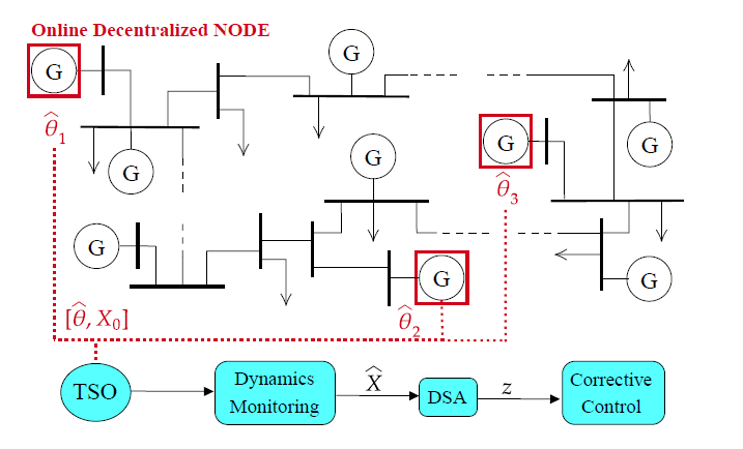 Online Decentralized NODE
G
G
G
θ̂₁
G
G
G
G
θ̂₃
G
G
G
[θ̂, X₀]
θ̂₂
TSO
Dynamics
Monitoring
X̂
DSA
z
Corrective
Control